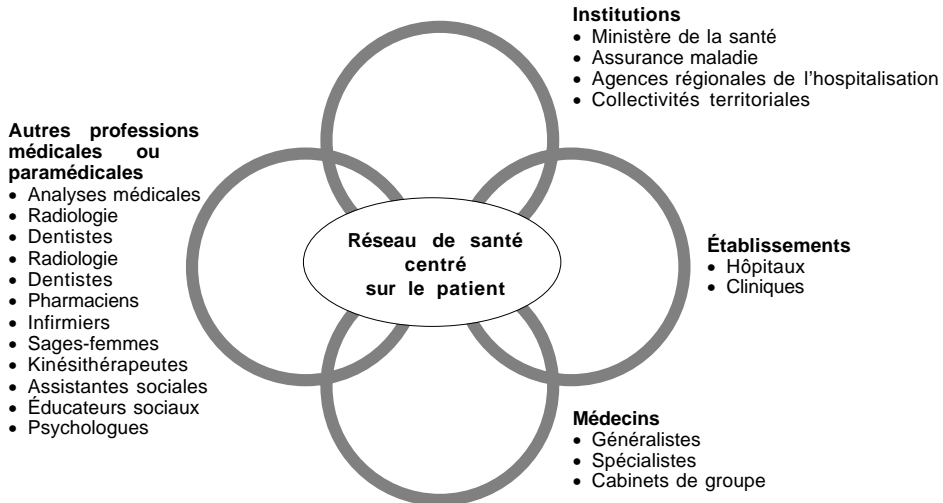 Institutions
• Ministère de la santé
• Assurance maladie
• Agences régionales de l'hospitalisation
• Collectivités territoriales
Autres professions
médicales ou
paramédicales
• Analyses médicales
• Radiologie
• Dentistes
• Radiologie
• Dentistes
• Pharmaciens
• Infirmiers
• Sages-femmes
• Kinésithérapeutes
• Assistantes sociales
• Éducateurs sociaux
• Psychologues
Réseau de santé
centré
sur le patient
Établissements
• Hôpitaux
• Cliniques
Médecins
• Généralistes
• Spécialistes
• Cabinets de groupe